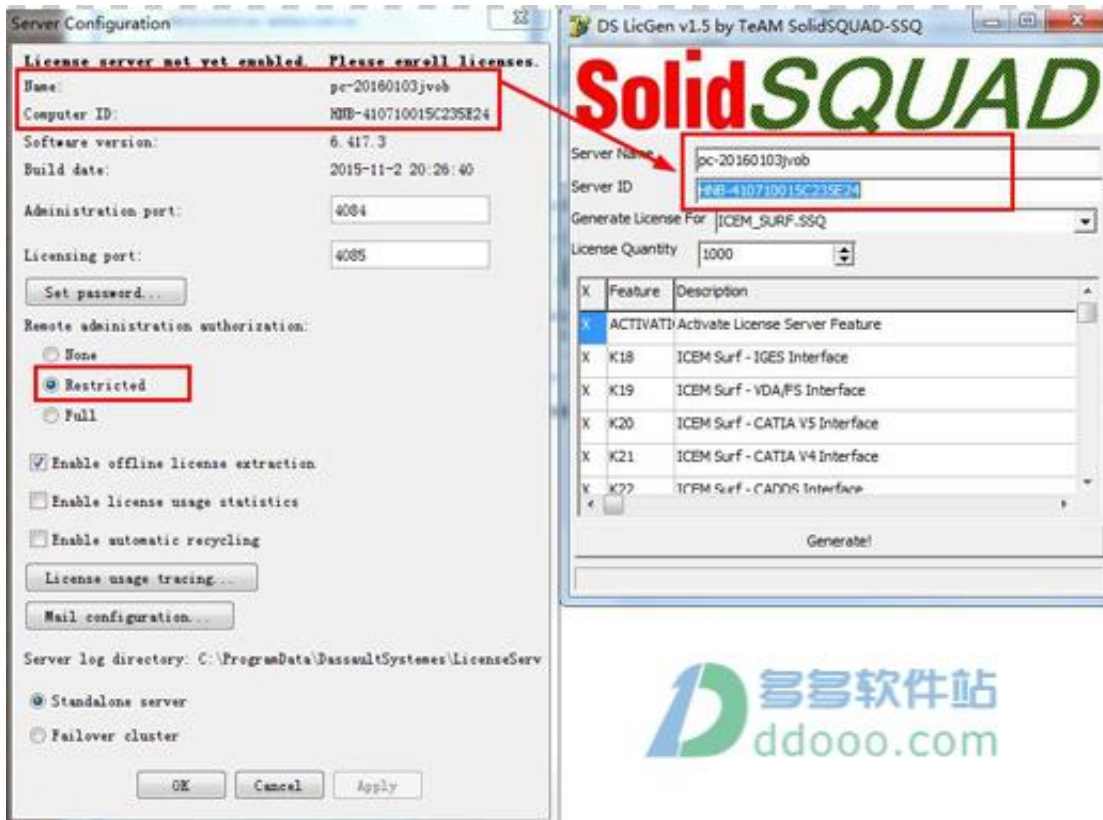 Server Configuration
License server not yet enabled. Please enroll licenses.
Name: pc-20160103jvob
Computer ID: HNB-410710015C235E24
Software version: 6.417.3
Build date: 2015-11-2 20:26:40
Administration port: 4084
Licensing port: 4085
Set password...
Remote administration authorization:
None
Restricted
Full
Enable offline license extraction
Enable license usage statistics
Enable automatic recycling
License usage tracing...
Mail configuration...
Server log directory: C:\ProgramData\DassaultSystemes\LicenseServ
Standalone server
Failover cluster
OK Cancel Apply
DS LicGen v1.5 by TeAM SolidSQUAD-SSQ
SolidSQUAD
Server Name pc-20160103jvob
Server ID HNB-410710015C235E24
Generate License For ICEM_SURF.SSQ
License Quantity 1000
X Feature Description
X ACTIVATI Activate License Server Feature
X K18 ICEM Surf - IGES Interface
X K19 ICEM Surf - VDA/FS Interface
X K20 ICEM Surf - CATIA V5 Interface
X K21 ICEM Surf - CATIA V4 Interface
X K22 ICEM Surf - CADDS Interface
Generate!
多多软件站
ddooo.com